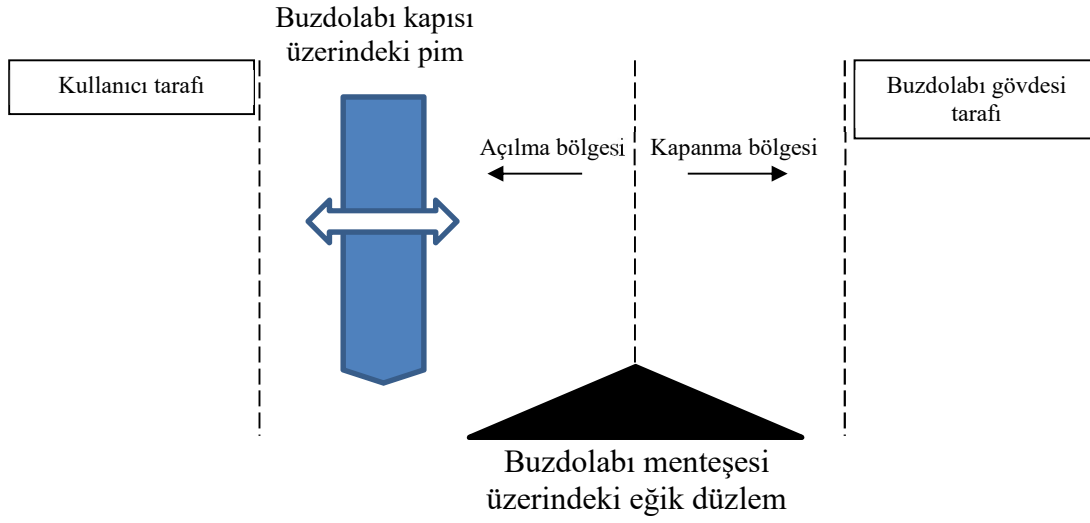 Buzdolabı kapısı
üzerindeki pim
Kullanıcı tarafı
Buzdolabı gövdesi
tarafı
Açılma bölgesi
Kapanma bölgesi
Buzdolabı menteşesi
üzerindeki eğik düzlem